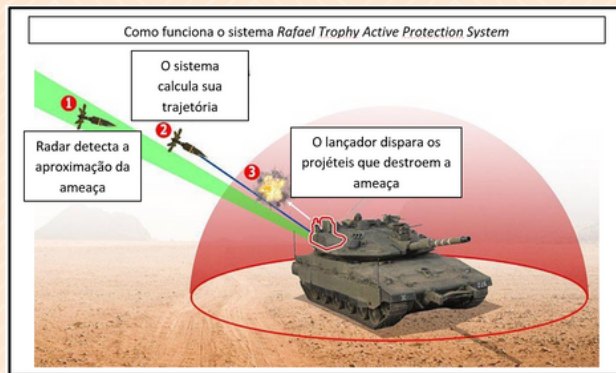 Como funciona o sistema Rafael Trophy Active Protection System
O sistema
calcula sua
trajetória
1
2
Radar detecta a
aproximação da
ameaça
O lançador dispara os
projéteis que destroem a
ameaça
3